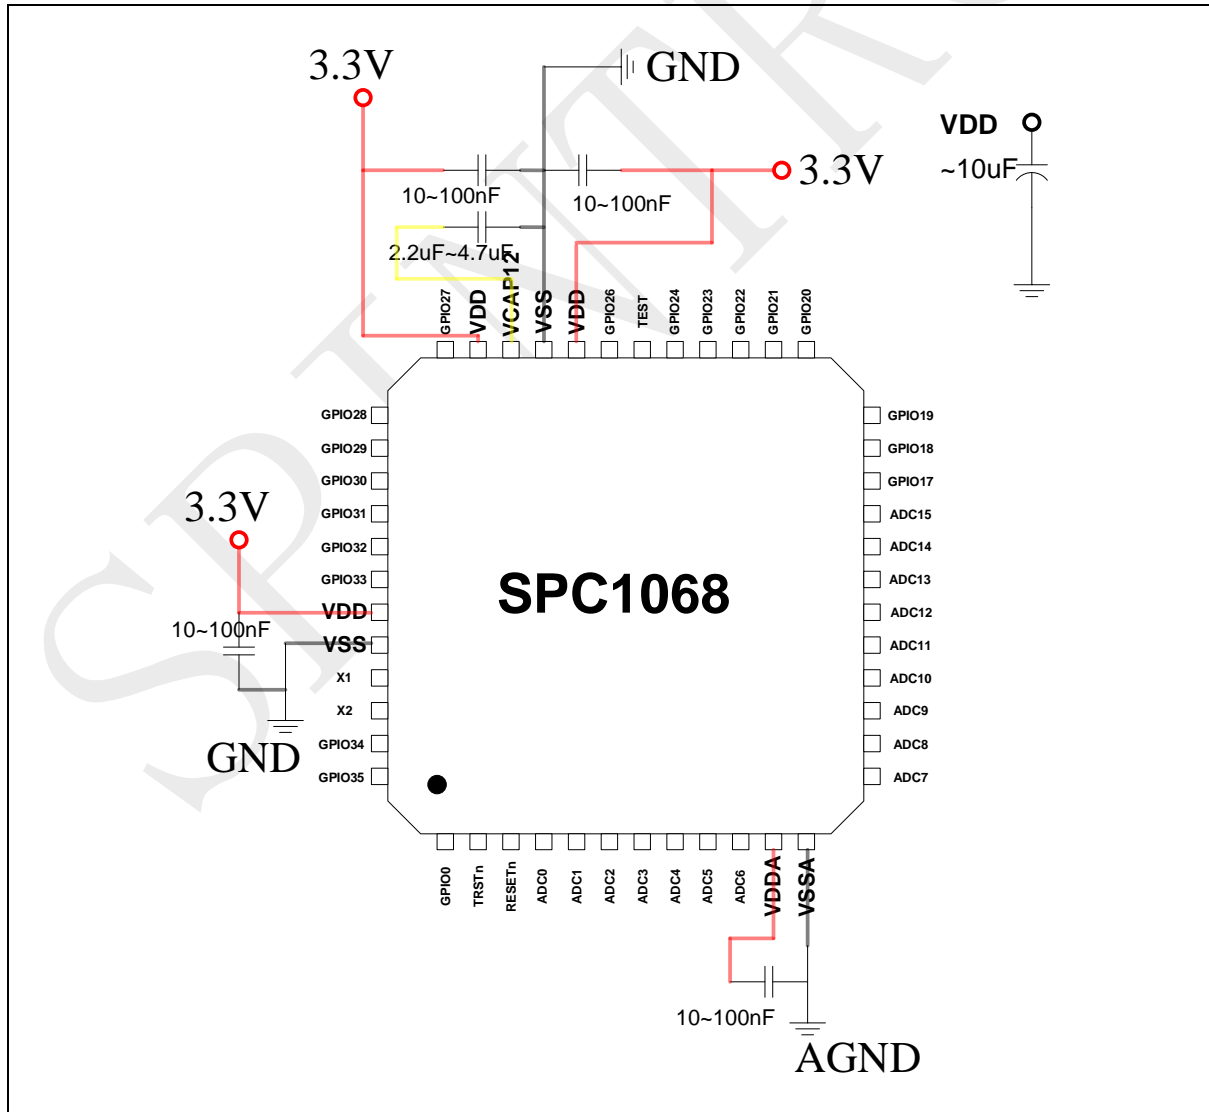 3.3V
GND
VDD
~10uF
3.3V
10~100nF
10~100nF
2.2uF~4.7uF
GPIO27
VDD
VCAP12
VSS
VDD
GPIO26
TEST
GPIO24
GPIO23
GPIO22
GPIO21
GPIO20
GPIO28
GPIO29
GPIO30
GPIO31
GPIO32
GPIO33
VDD
VSS
X1
X2
GPIO34
GPIO35
3.3V
10~100nF
GND
SPC1068
GPIO19
GPIO18
GPIO17
ADC15
ADC14
ADC13
ADC12
ADC11
ADC10
ADC9
ADC8
ADC7
GPIO0
TRSTn
RESETn
ADC0
ADC1
ADC2
ADC3
ADC4
ADC5
ADC6
VDDA
VSSA
10~100nF
AGND